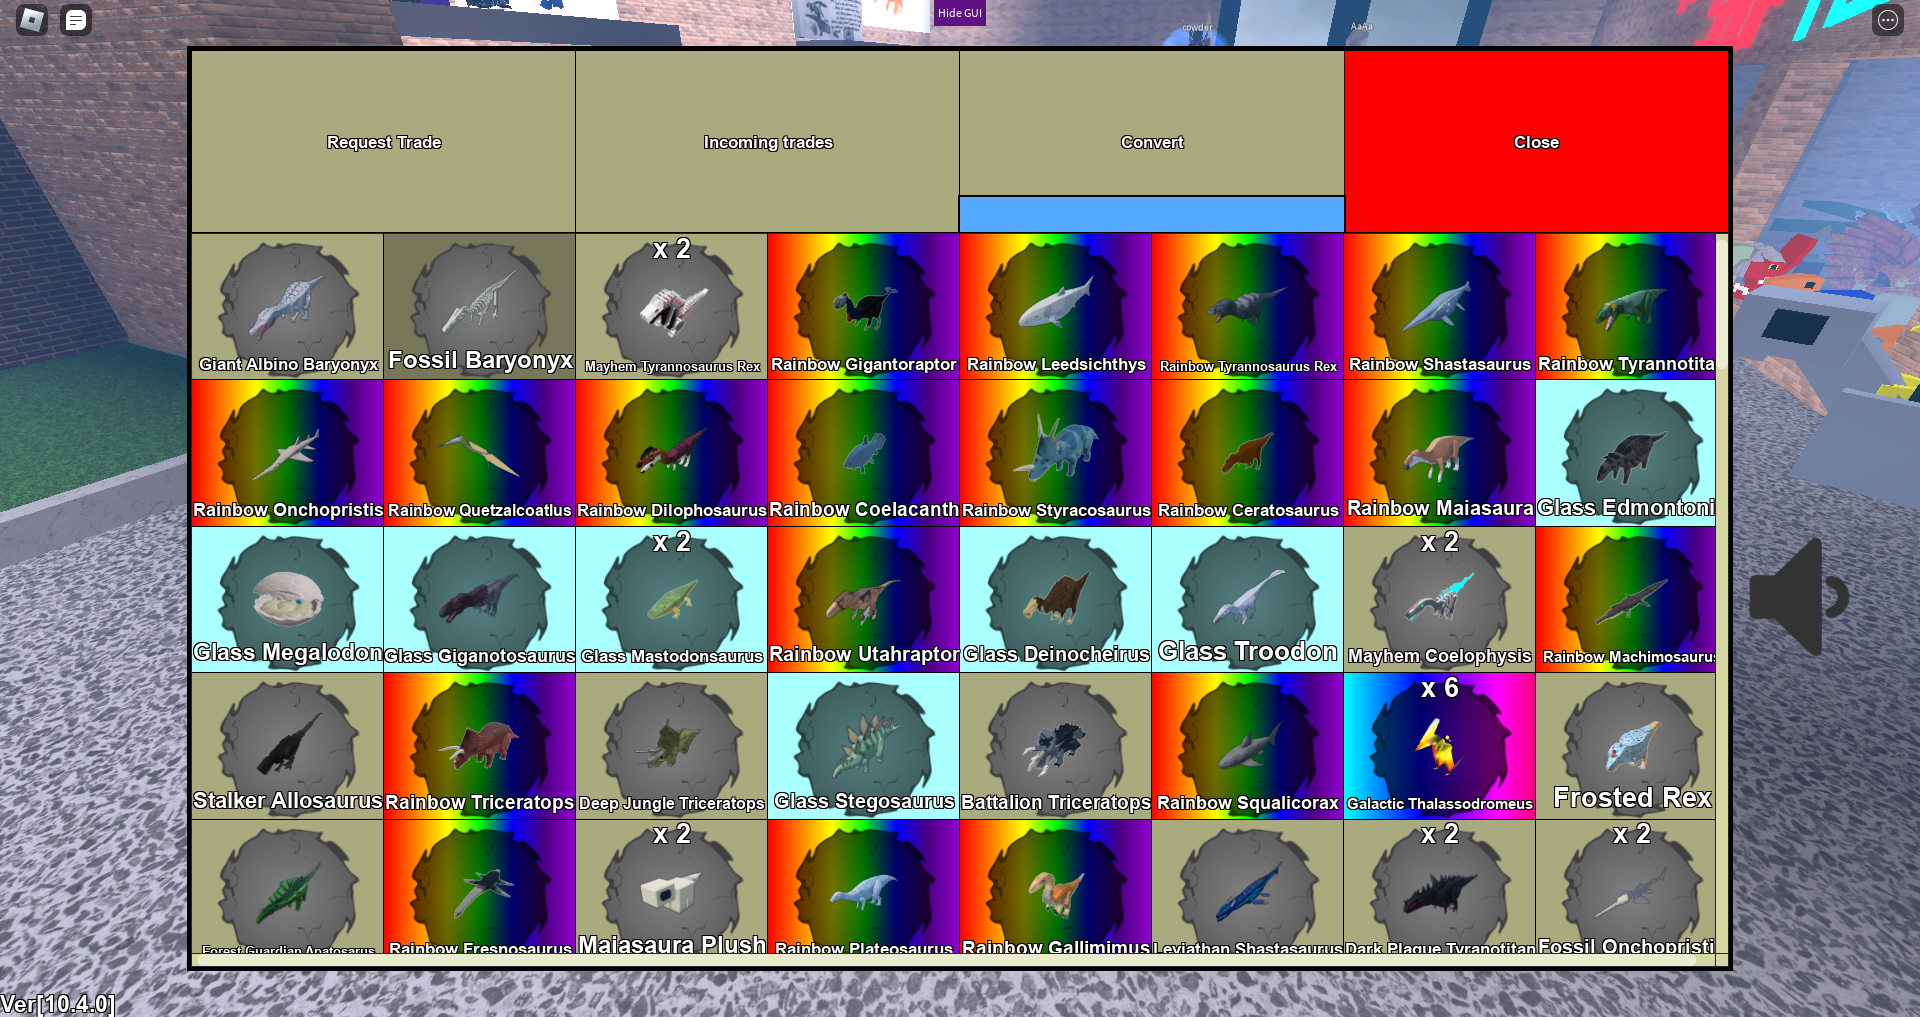 Hide GUI
cowder
AaAa
Request Trade
Incoming trades
Convert
Close
Giant Albino Baryonyx
Fossil Baryonyx
x 2
Mayhem Tyrannosaurus Rex
Rainbow Gigantoraptor
Rainbow Leedsichthys
Rainbow Tyrannosaurus Rex
Rainbow Shastasaurus
Rainbow Tyrannotita
Rainbow Onchopristis
Rainbow Quetzalcoatlus
Rainbow Dilophosaurus
Rainbow Coelacanth
Rainbow Styracosaurus
Rainbow Ceratosaurus
Rainbow Maiasaura
Glass Edmontoni
Glass Megalodon
Glass Giganotosaurus
x 2
Glass Mastodonsaurus
Rainbow Utahraptor
Glass Deinocheirus
Glass Troodon
x 2
Mayhem Coelophysis
Rainbow Machimosaurus
Stalker Allosaurus
Rainbow Triceratops
Deep Jungle Triceratops
Glass Stegosaurus
Battalion Triceratops
Rainbow Squalicorax
x 6
Galactic Thalassodromeus
Frosted Rex
Forest Guardian Apatosarus
Rainbow Fresnosaurus
x 2
Maiasaura Plush
Rainbow Plateosaurus
Rainbow Gallimimus
Leviathan Shastasaurus
x 2
Dark Plague Tyranotitan
x 2
Fossil Onchopristi
Ver[10.4.0]